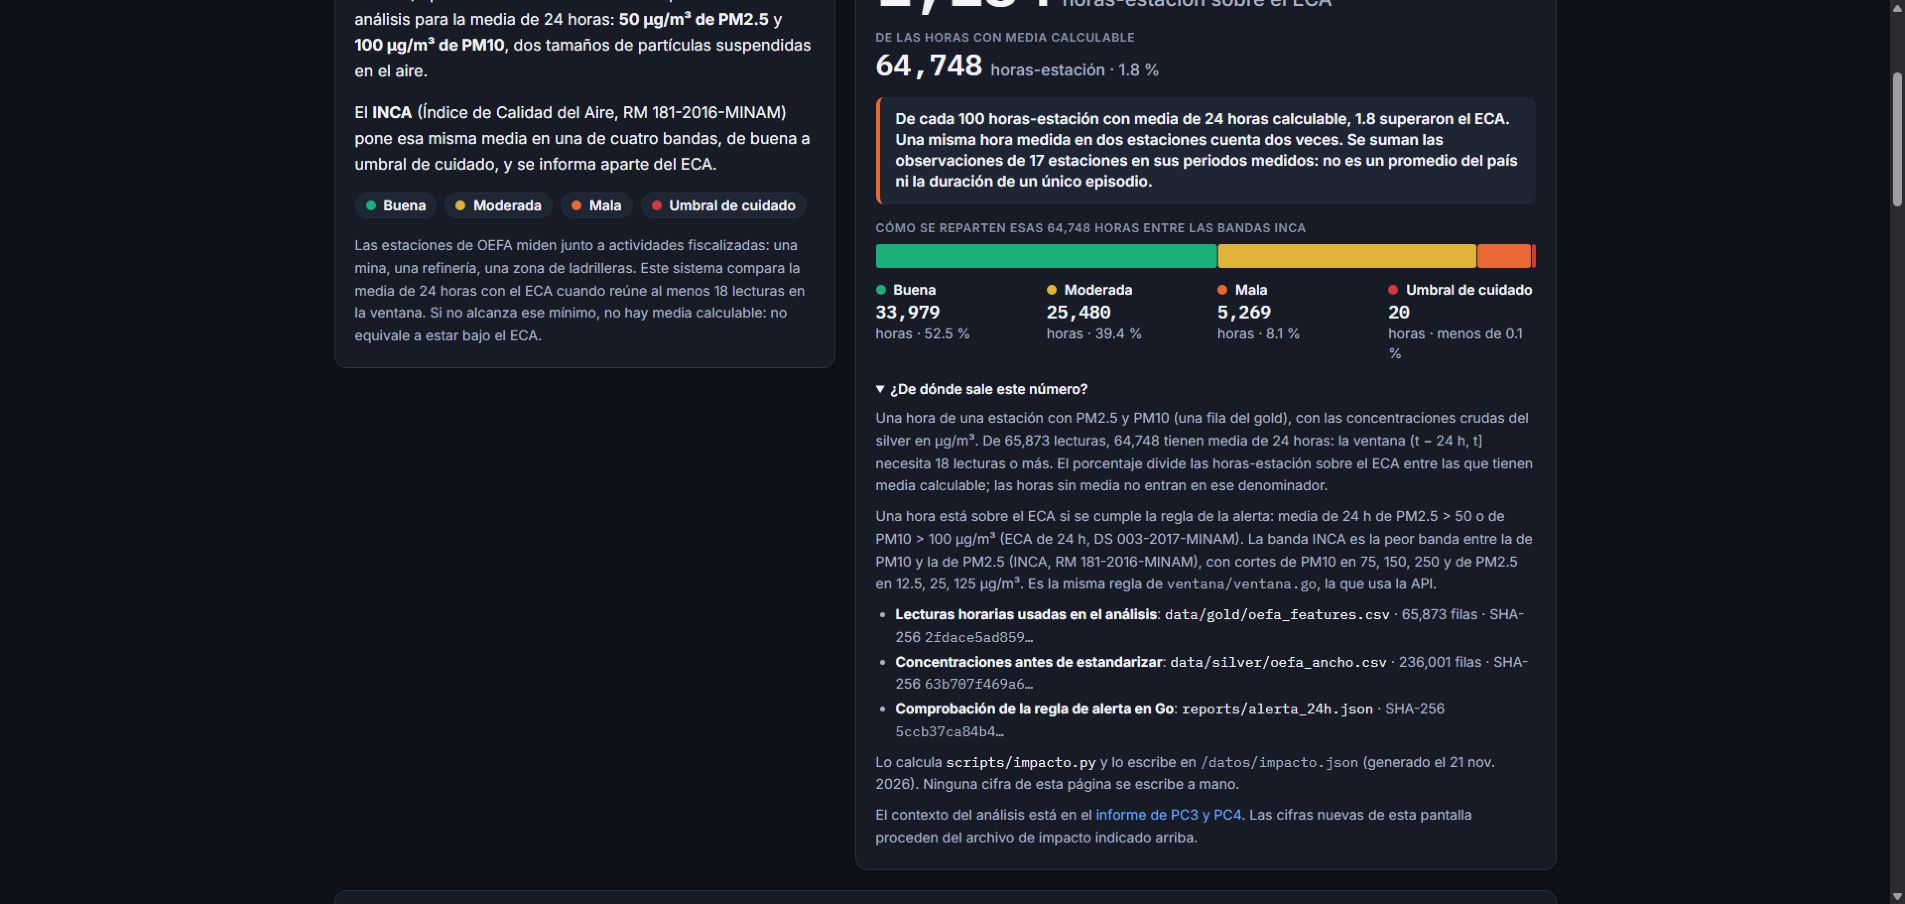 análisis para la media de 24 horas: 50 µg/m³ de PM2.5 y
100 µg/m³ de PM10, dos tamaños de partículas suspendidas
en el aire.
El INCA (Índice de Calidad del Aire, RM 181-2016-MINAM)
pone esa misma media en una de cuatro bandas, de buena a
umbral de cuidado, y se informa aparte del ECA.
Buena Moderada Mala Umbral de cuidado
Las estaciones de OEFA miden junto a actividades fiscalizadas: una
mina, una refinería, una zona de ladrilleras. Este sistema compara la
media de 24 horas con el ECA cuando reúne al menos 18 lecturas en
la ventana. Si no alcanza ese mínimo, no hay media calculable: no
equivale a estar bajo el ECA.
horas-estación sobre el ECA
DE LAS HORAS CON MEDIA CALCULABLE
64,748 horas-estación · 1.8 %
De cada 100 horas-estación con media de 24 horas calculable, 1.8 superaron el ECA.
Una misma hora medida en dos estaciones cuenta dos veces. Se suman las
observaciones de 17 estaciones en sus periodos medidos: no es un promedio del país
ni la duración de un único episodio.
CÓMO SE REPARTEN ESAS 64,748 HORAS ENTRE LAS BANDAS INCA
Buena Moderada Mala Umbral de cuidado
33,979 25,480 5,269 20
horas · 52.5 % horas · 39.4 % horas · 8.1 % horas · menos de 0.1
%
▼ ¿De dónde sale este número?
Una hora de una estación con PM2.5 y PM10 (una fila del gold), con las concentraciones crudas del
silver en µg/m³. De 65,873 lecturas, 64,748 tienen media de 24 horas: la ventana (t − 24 h, t]
necesita 18 lecturas o más. El porcentaje divide las horas-estación sobre el ECA entre las que tienen
media calculable; las horas sin media no entran en ese denominador.
Una hora está sobre el ECA si se cumple la regla de la alerta: media de 24 h de PM2.5 > 50 o de
PM10 > 100 µg/m³ (ECA de 24 h, DS 003-2017-MINAM). La banda INCA es la peor banda entre la de
PM10 y la de PM2.5 (INCA, RM 181-2016-MINAM), con cortes de PM10 en 75, 150, 250 y de PM2.5
en 12.5, 25, 125 µg/m³. Es la misma regla de ventana/ventana.go, la que usa la API.
• Lecturas horarias usadas en el análisis: data/gold/oefa_features.csv · 65,873 filas · SHA-
256 2fdace5ad859…
• Concentraciones antes de estandarizar: data/silver/oefa_ancho.csv · 236,001 filas · SHA-
256 63b707f469a6…
• Comprobación de la regla de alerta en Go: reports/alerta_24h.json · SHA-256
5ccb37ca84b4…
Lo calcula scripts/impacto.py y lo escribe en /datos/impacto.json (generado el 21 nov.
2026). Ninguna cifra de esta página se escribe a mano.
El contexto del análisis está en el informe de PC3 y PC4. Las cifras nuevas de esta pantalla
proceden del archivo de impacto indicado arriba.